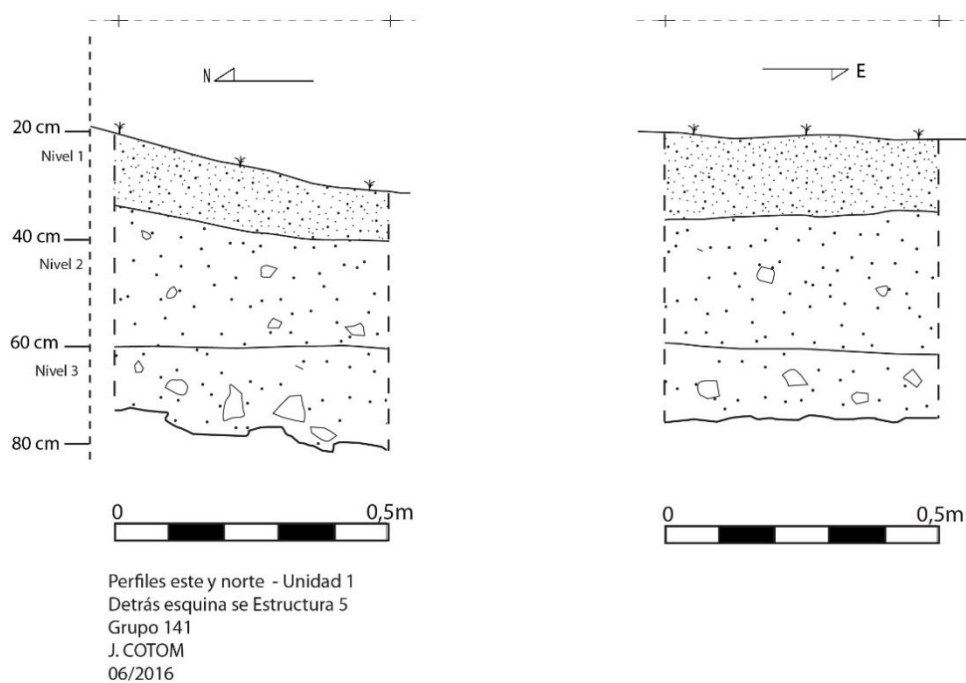 N
E
20 cm
Nivel 1
40 cm
Nivel 2
60 cm
Nivel 3
80 cm
0 0,5m
0 0,5m
Perfiles este y norte - Unidad 1
Detrás esquina se Estructura 5
Grupo 141
J. COTOM
06/2016